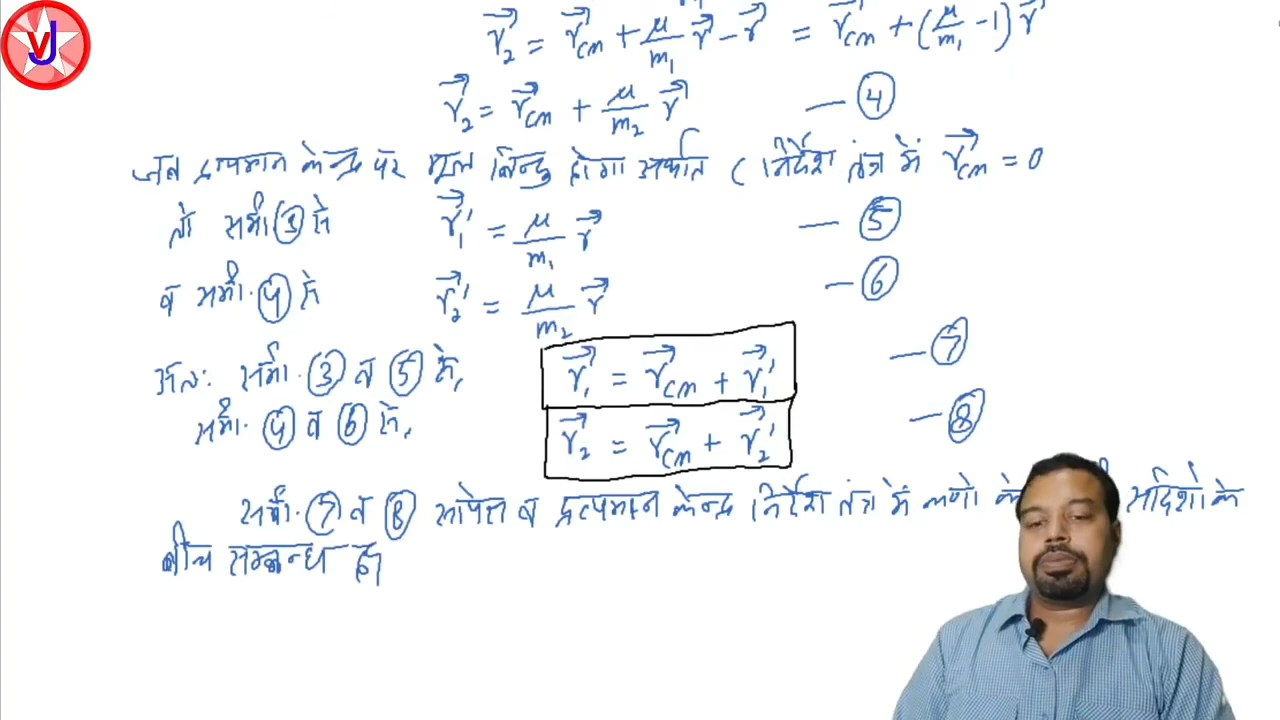 VJ
r⃗₂ = r⃗cm + μ/m₁ r⃗ − r⃗ = r⃗cm + (μ/m₁ − 1) r⃗
r⃗₂ = r⃗cm + μ/m₂ r⃗ — ④
जब द्रव्यमान केन्द्र पर मूल बिन्दु होगा अर्थात ( निर्देश तंत्र में r⃗cm = 0
तो समी ③ से r⃗₁' = μ/m₁ r⃗ — ⑤
व समी. ④ से r⃗₂' = μ/m₂ r⃗ — ⑥
अतः समी. ③ व ⑤ से, r⃗₁ = r⃗cm + r⃗₁' — ⑦
समी. ④ व ⑥ से, r⃗₂ = r⃗cm + r⃗₂' — ⑧
समी. ⑦ व ⑧ सापेक्ष व द्रव्यमान केन्द्र निर्देश तंत्र में कणो के सदिशो के
बीच सम्बन्ध है